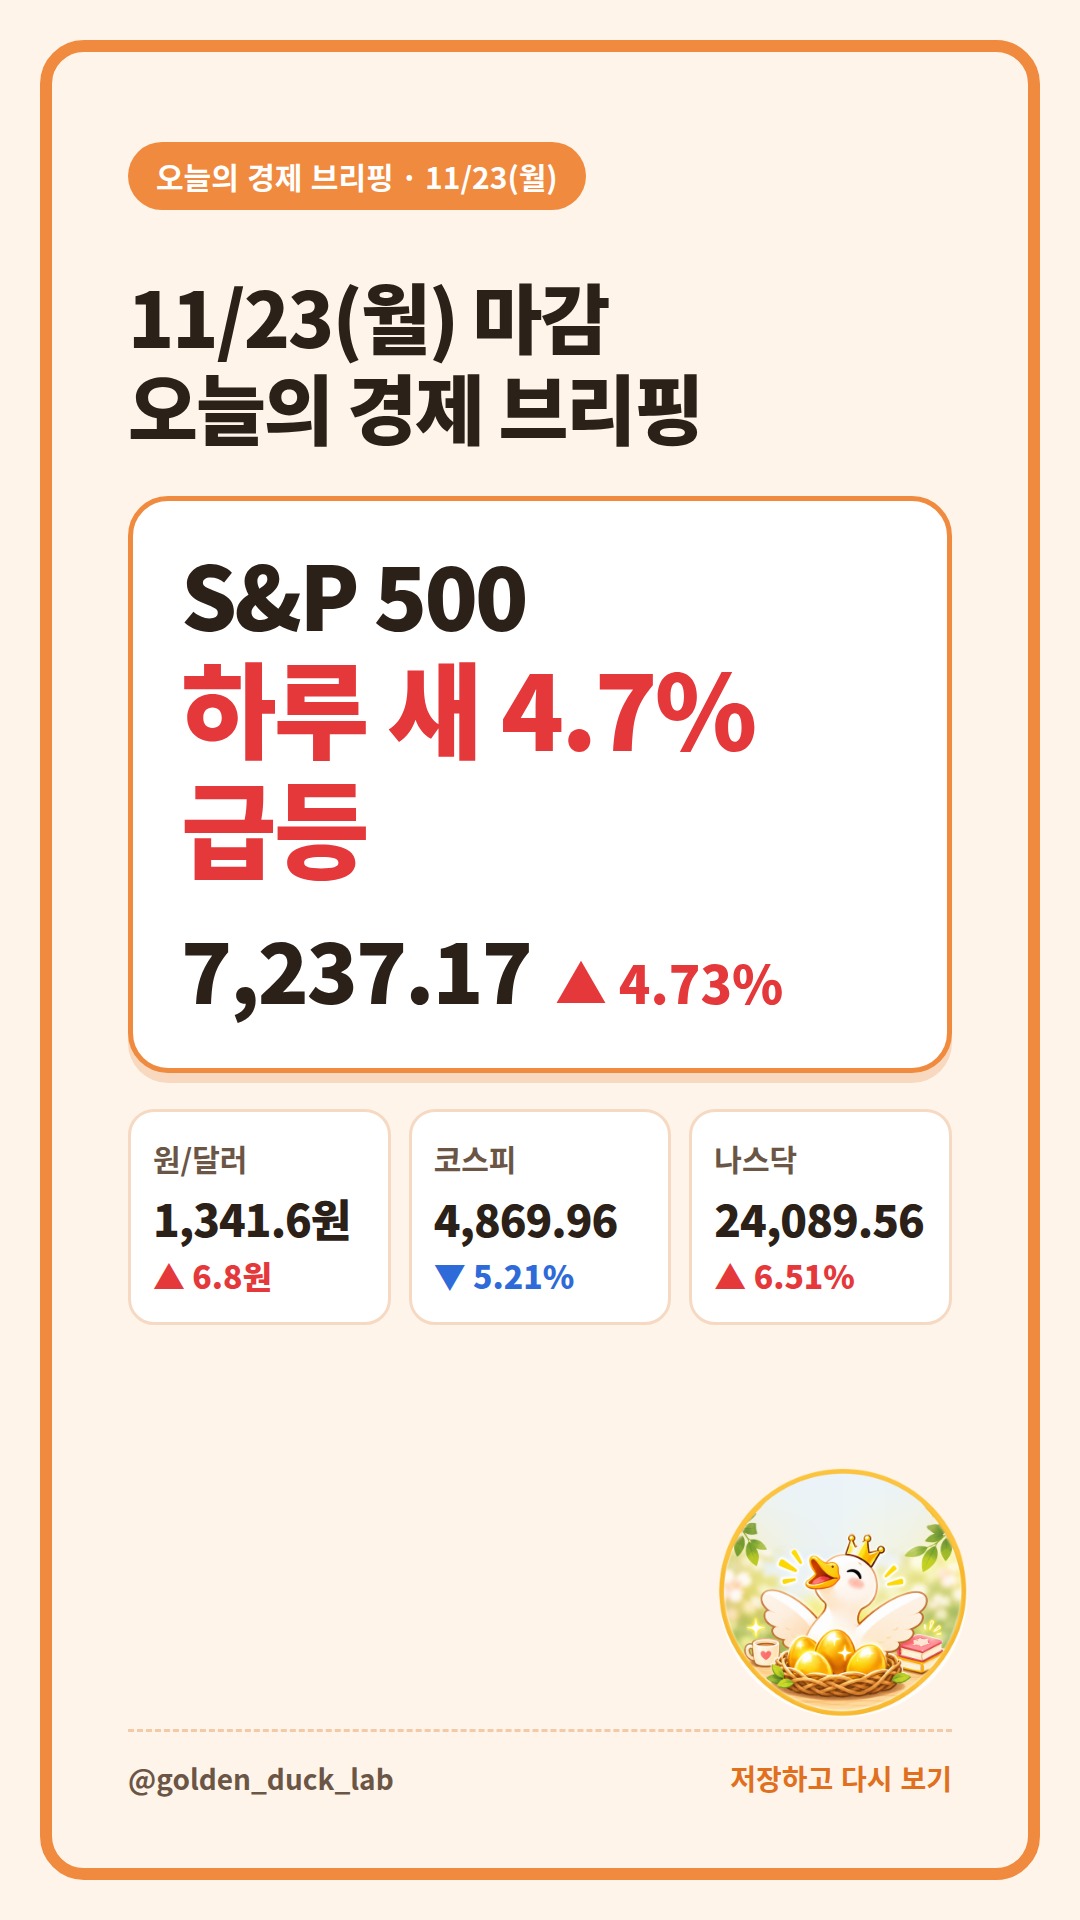 오늘의 경제 브리핑 · 11/23(월)
11/23(월) 마감
오늘의 경제 브리핑
S&P 500
하루 새 4.7%
급등
7,237.17 ▲ 4.73%
원/달러
1,341.6원
▲ 6.8원
코스피
4,869.96
▼ 5.21%
나스닥
24,089.56
▲ 6.51%
@golden_duck_lab
저장하고 다시 보기